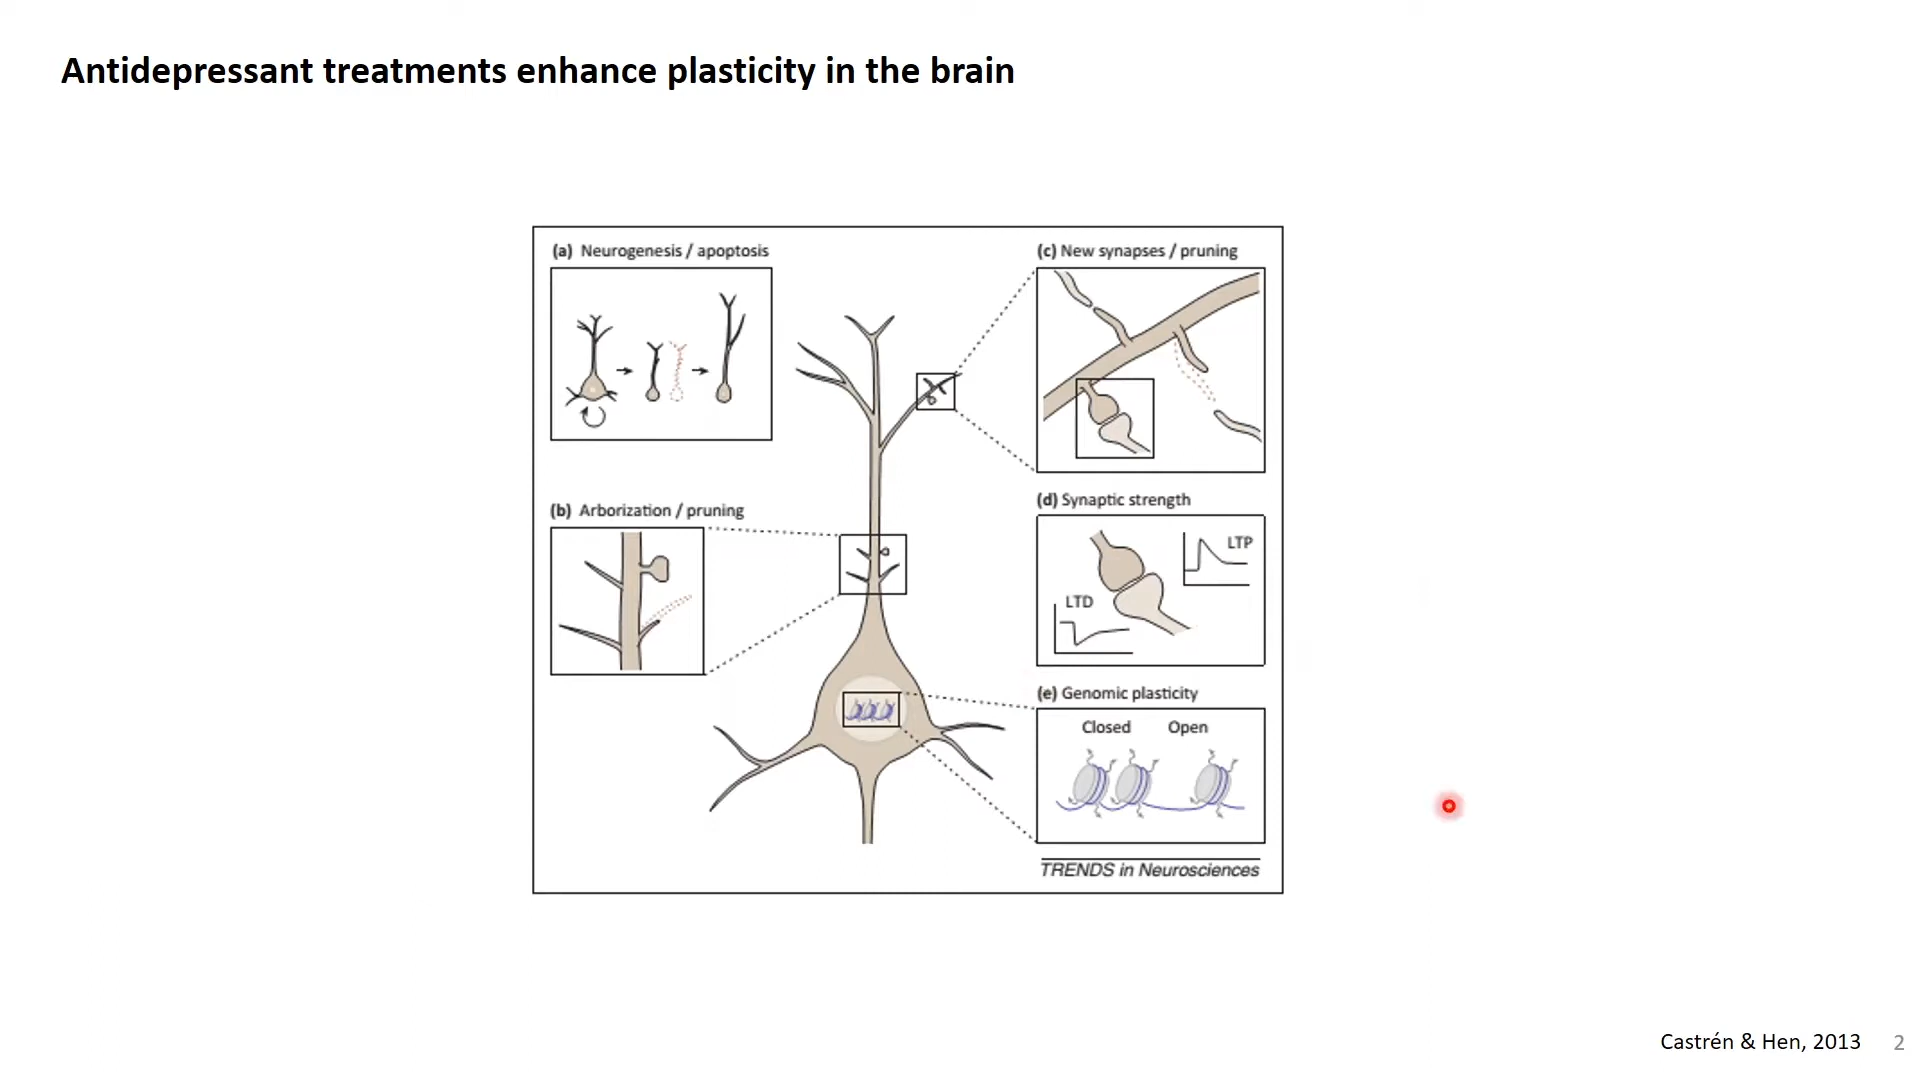 Antidepressant treatments enhance plasticity in the brain
(a) Neurogenesis / apoptosis
(b) Arborization / pruning
(c) New synapses / pruning
(d) Synaptic strength
LTP
LTD
(e) Genomic plasticity
Closed Open
TRENDS in Neurosciences
Castrén & Hen, 2013 2